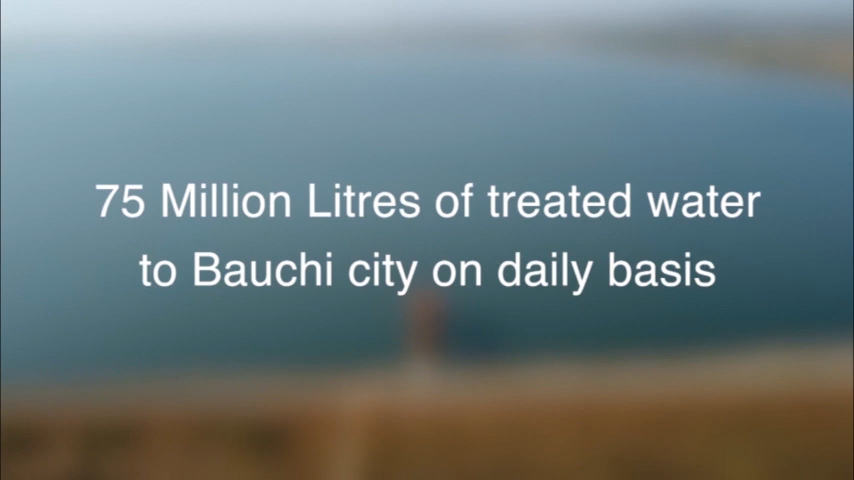 75 Million Litres of treated water
to Bauchi city on daily basis